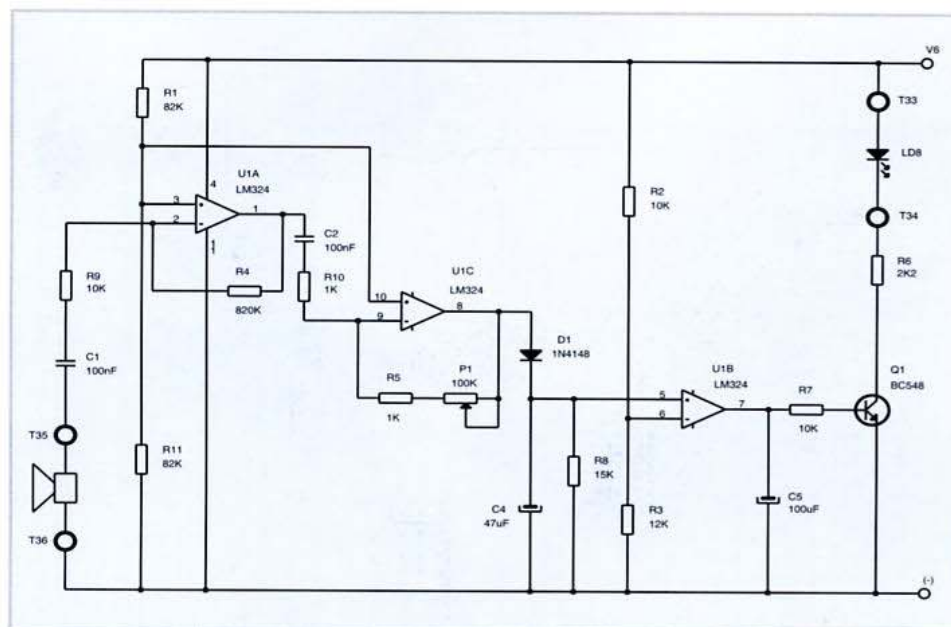 V6
R1
82K
T33
LD8
U1A
LM324
4
3
2
1
1
R2
10K
T34
C2
100nF
R9
10K
R4
820K
R10
1K
U1C
LM324
R6
2K2
10
9
8
C1
100nF
D1
1N4148
P1
100K
R5
1K
U1B
LM324
Q1
BC548
R7
10K
5
6
7
T35
R11
82K
R8
15K
C4
47uF
R3
12K
C5
100uF
T36
(-)